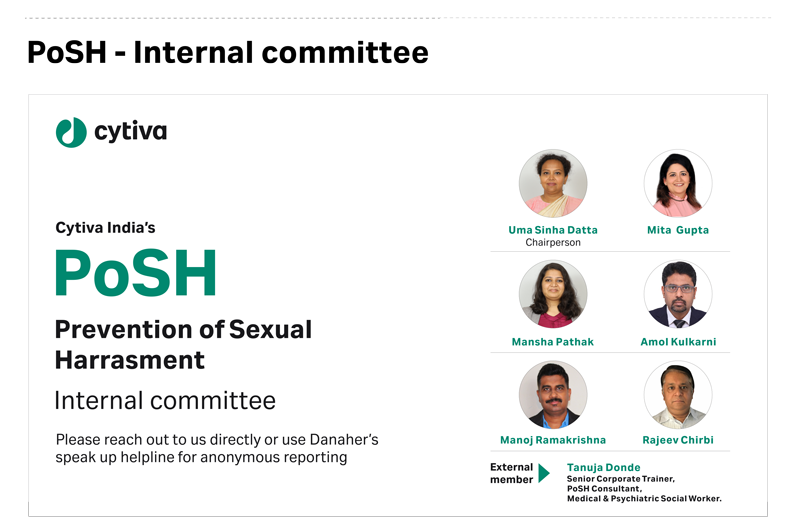 PoSH - Internal committee
cytiva
Cytiva India's
PoSH
Prevention of Sexual
Harrasment
Internal committee
Please reach out to us directly or use Danaher's
speak up helpline for anonymous reporting
Uma Sinha Datta
Chairperson
Mita Gupta
Mansha Pathak
Amol Kulkarni
Manoj Ramakrishna
Rajeev Chirbi
External
member
Tanuja Donde
Senior Corporate Trainer,
PoSH Consultant,
Medical & Psychiatric Social Worker.